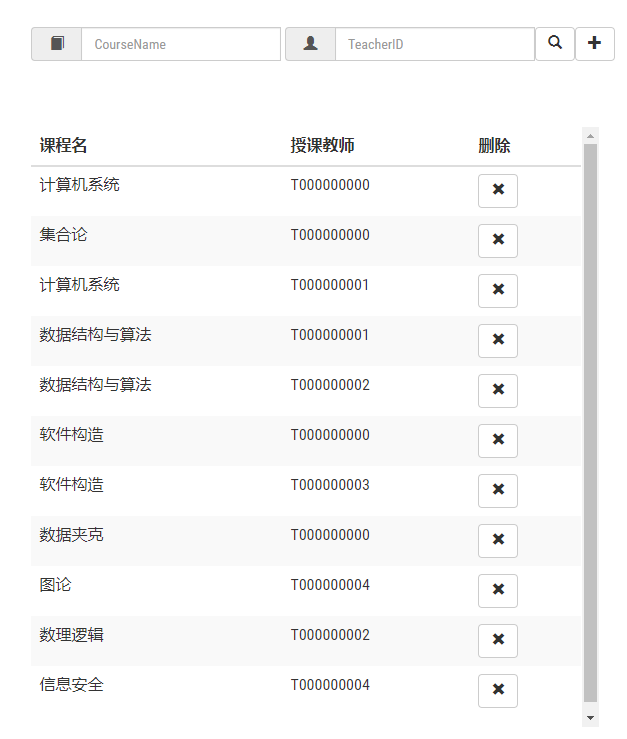 CourseName TeacherID
课程名 授课教师 删除
计算机系统 T000000000
集合论 T000000000
计算机系统 T000000001
数据结构与算法 T000000001
数据结构与算法 T000000002
软件构造 T000000000
软件构造 T000000003
数据夹克 T000000000
图论 T000000004
数理逻辑 T000000002
信息安全 T000000004